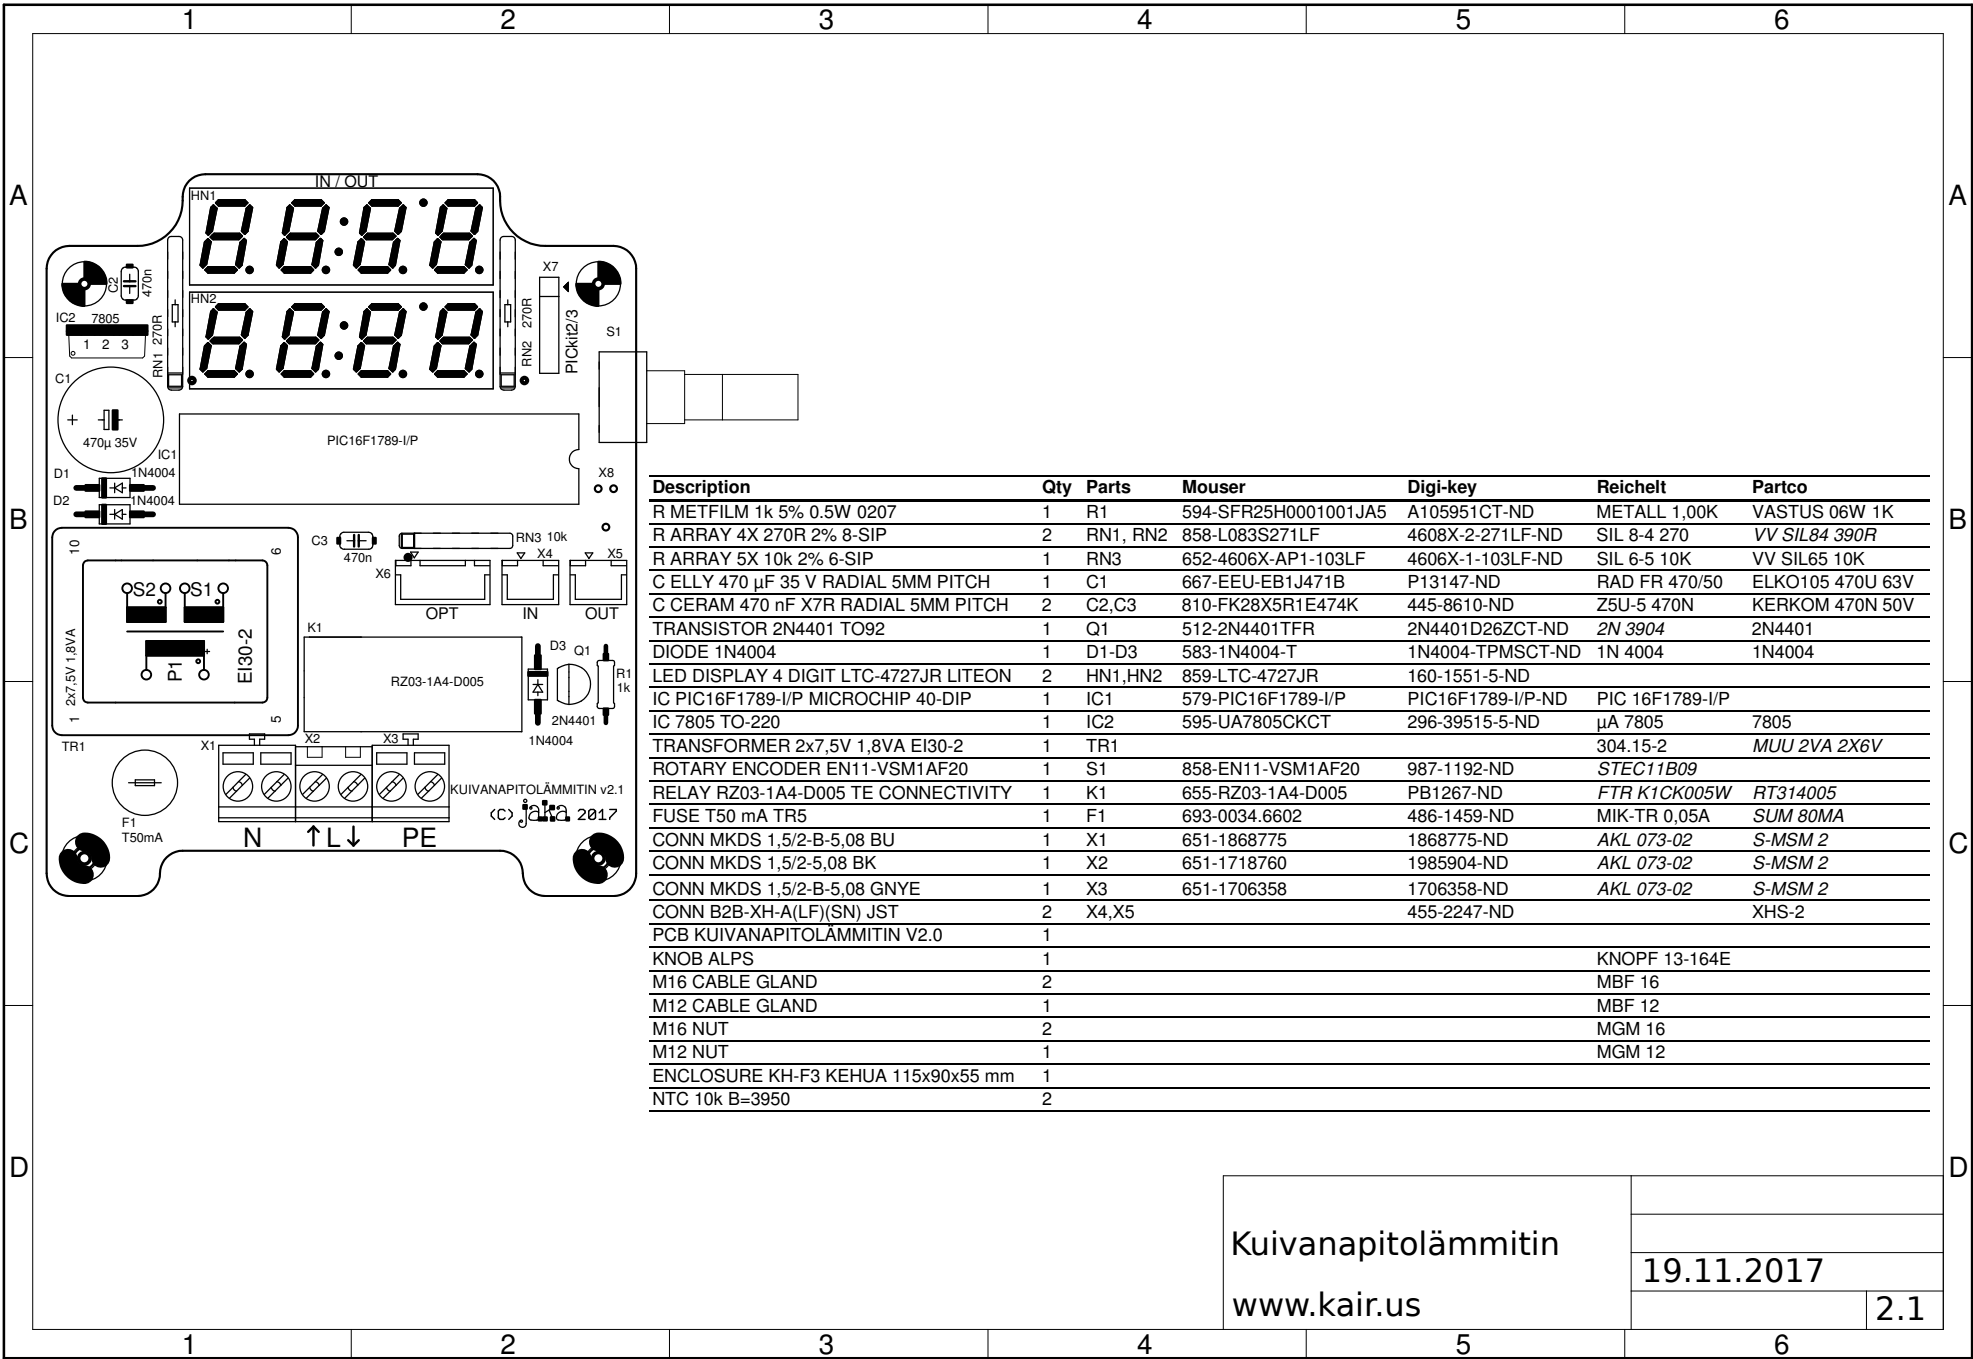 1 2 3 4 5 6
A A
B B
C C
D D
IN / OUT
HN1
HN2
C2
470n
IC2 7805
1 2 3
RN1 270R
RN2 270R
X7
PICkit2/3
S1
C1
+
470µ 35V
IC1
PIC16F1789-I/P
D1 1N4004
D2 1N4004
X8
C3
470n
RN3 10k
X6 X4 X5
OPT IN OUT
10 6
S2 S1
P1
+
EI30-2
2x7,5V 1,8VA
1 5
TR1
K1
RZ03-1A4-D005
D3 Q1
R1
1k
2N4401
1N4004
X1 X2 X3
KUIVANAPITOLÄMMITIN v2.1
(C) jaka 2017
F1
T50mA
N ↑L↓ PE
Description Qty Parts Mouser Digi-key Reichelt Partco
R METFILM 1k 5% 0.5W 0207 1 R1 594-SFR25H0001001JA5 A105951CT-ND METALL 1,00K VASTUS 06W 1K
R ARRAY 4X 270R 2% 8-SIP 2 RN1, RN2 858-L083S271LF 4608X-2-271LF-ND SIL 8-4 270 VV SIL84 390R
R ARRAY 5X 10k 2% 6-SIP 1 RN3 652-4606X-AP1-103LF 4606X-1-103LF-ND SIL 6-5 10K VV SIL65 10K
C ELLY 470 µF 35 V RADIAL 5MM PITCH 1 C1 667-EEU-EB1J471B P13147-ND RAD FR 470/50 ELKO105 470U 63V
C CERAM 470 nF X7R RADIAL 5MM PITCH 2 C2,C3 810-FK28X5R1E474K 445-8610-ND Z5U-5 470N KERKOM 470N 50V
TRANSISTOR 2N4401 TO92 1 Q1 512-2N4401TFR 2N4401D26ZCT-ND 2N 3904 2N4401
DIODE 1N4004 1 D1-D3 583-1N4004-T 1N4004-TPMSCT-ND 1N 4004 1N4004
LED DISPLAY 4 DIGIT LTC-4727JR LITEON 2 HN1,HN2 859-LTC-4727JR 160-1551-5-ND
IC PIC16F1789-I/P MICROCHIP 40-DIP 1 IC1 579-PIC16F1789-I/P PIC16F1789-I/P-ND PIC 16F1789-I/P
IC 7805 TO-220 1 IC2 595-UA7805CKCT 296-39515-5-ND µA 7805 7805
TRANSFORMER 2x7,5V 1,8VA EI30-2 1 TR1 304.15-2 MUU 2VA 2X6V
ROTARY ENCODER EN11-VSM1AF20 1 S1 858-EN11-VSM1AF20 987-1192-ND STEC11B09
RELAY RZ03-1A4-D005 TE CONNECTIVITY 1 K1 655-RZ03-1A4-D005 PB1267-ND FTR K1CK005W RT314005
FUSE T50 mA TR5 1 F1 693-0034.6602 486-1459-ND MIK-TR 0,05A SUM 80MA
CONN MKDS 1,5/2-B-5,08 BU 1 X1 651-1868775 1868775-ND AKL 073-02 S-MSM 2
CONN MKDS 1,5/2-5,08 BK 1 X2 651-1718760 1985904-ND AKL 073-02 S-MSM 2
CONN MKDS 1,5/2-B-5,08 GNYE 1 X3 651-1706358 1706358-ND AKL 073-02 S-MSM 2
CONN B2B-XH-A(LF)(SN) JST 2 X4,X5 455-2247-ND XHS-2
PCB KUIVANAPITOLÄMMITIN V2.0 1
KNOB ALPS 1 KNOPF 13-164E
M16 CABLE GLAND 2 MBF 16
M12 CABLE GLAND 1 MBF 12
M16 NUT 2 MGM 16
M12 NUT 1 MGM 12
ENCLOSURE KH-F3 KEHUA 115x90x55 mm 1
NTC 10k B=3950 2
Kuivanapitolämmitin
www.kair.us
19.11.2017
2.1
1 2 3 4 5 6